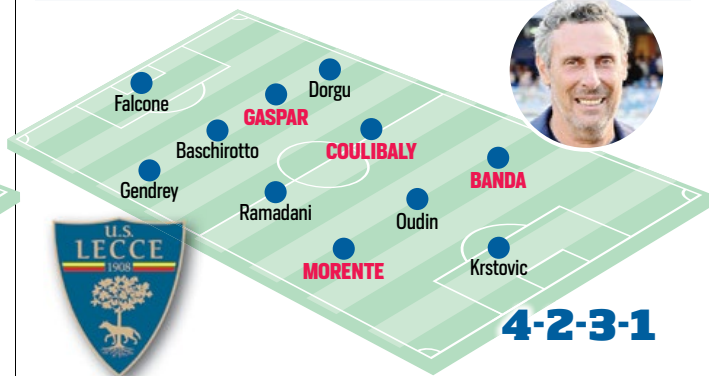 Falcone
Dorgu
GASPAR
Baschirotto
COULIBALY
Gendrey
BANDA
Ramadani
Oudin
MORENTE
Krstovic
U.S.
LECCE
1908
4-2-3-1